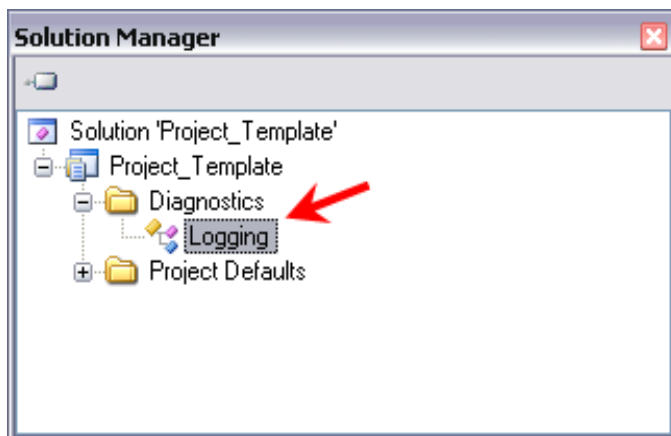 Solution Manager
Solution 'Project_Template'
Project_Template
Diagnostics
Logging
Project Defaults